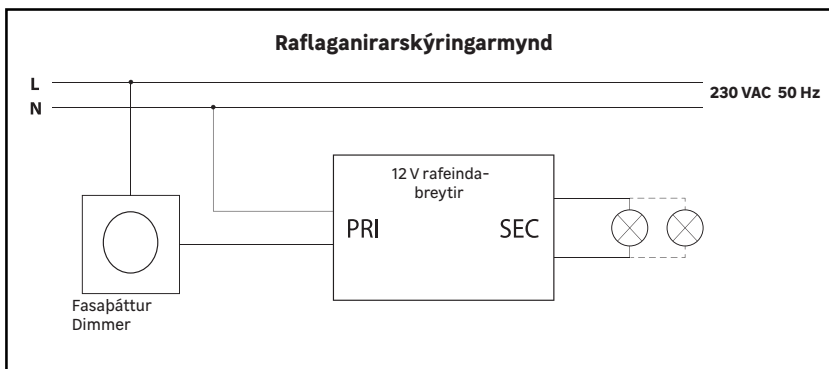 Raflaganirarskýringarmynd
L
N
230 VAC 50 Hz
12 V rafeinda-
breytir
PRI
SEC
Fasaþáttur
Dimmer